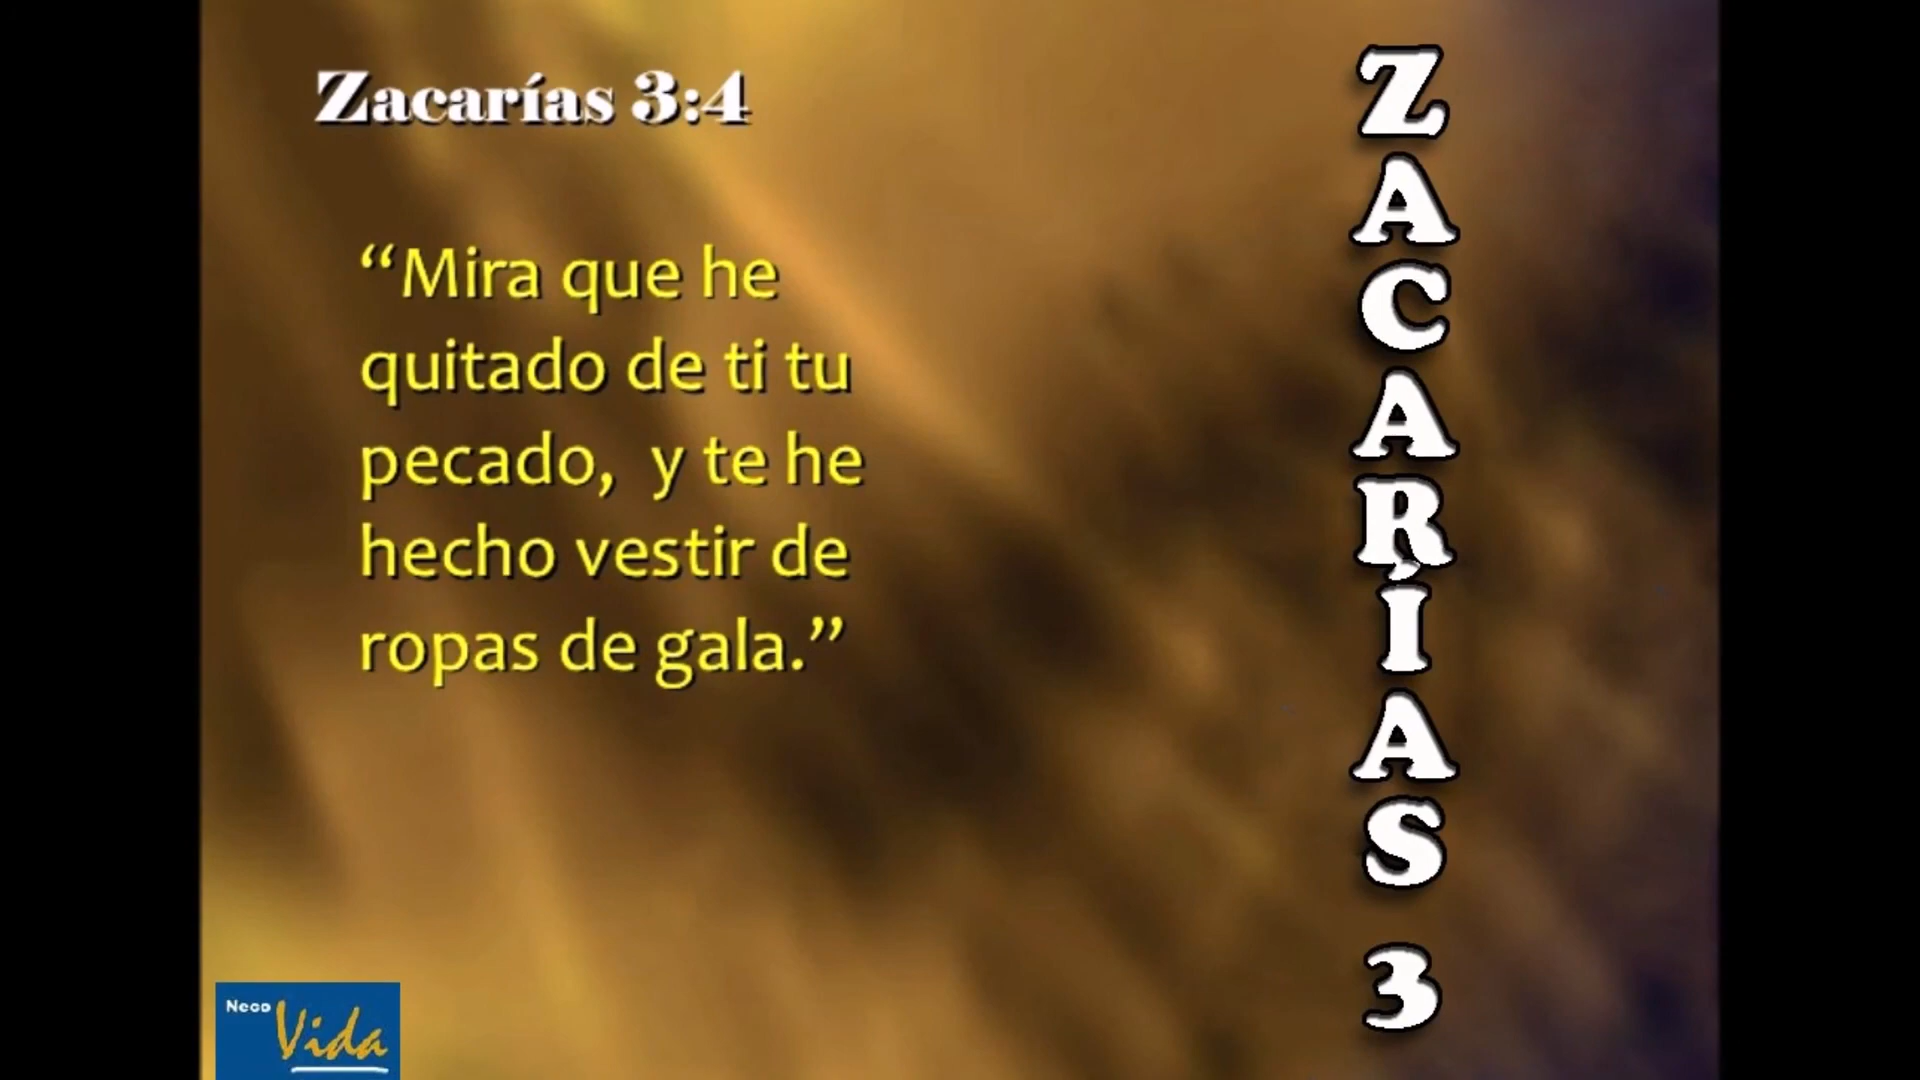 Zacarías 3:4
“Mira que he
quitado de ti tu
pecado, y te he
hecho vestir de
ropas de gala.”
ZACARÍAS 3
Neco
Vida